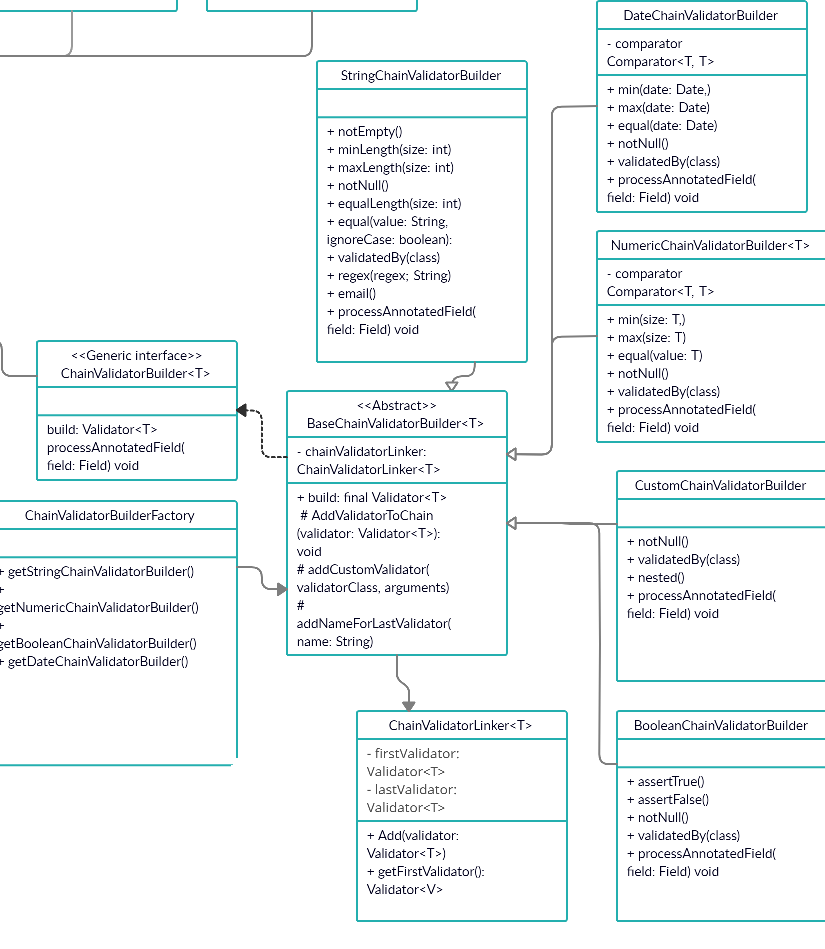 DateChainValidatorBuilder
- comparator
Comparator<T, T>
+ min(date: Date,)
+ max(date: Date)
+ equal(date: Date)
+ notNull()
+ validatedBy(class)
+ processAnnotatedField(
field: Field) void
StringChainValidatorBuilder
+ notEmpty()
+ minLength(size: int)
+ maxLength(size: int)
+ notNull()
+ equalLength(size: int)
+ equal(value: String,
ignoreCase: boolean):
+ validatedBy(class)
+ regex(regex; String)
+ email()
+ processAnnotatedField(
field: Field) void
NumericChainValidatorBuilder<T>
- comparator
Comparator<T, T>
+ min(size: T,)
+ max(size: T)
+ equal(value: T)
+ notNull()
+ validatedBy(class)
+ processAnnotatedField(
field: Field) void
<<Generic interface>>
ChainValidatorBuilder<T>
build: Validator<T>
processAnnotatedField(
field: Field) void
<<Abstract>>
BaseChainValidatorBuilder<T>
- chainValidatorLinker:
ChainValidatorLinker<T>
+ build: final Validator<T>
# AddValidatorToChain
(validator: Validator<T>):
void
# addCustomValidator(
validatorClass, arguments)
#
addNameForLastValidator(
name: String)
ChainValidatorBuilderFactory
+ getStringChainValidatorBuilder()
+
getNumericChainValidatorBuilder()
+
getBooleanChainValidatorBuilder()
+ getDateChainValidatorBuilder()
CustomChainValidatorBuilder
+ notNull()
+ validatedBy(class)
+ nested()
+ processAnnotatedField(
field: Field) void
ChainValidatorLinker<T>
- firstValidator:
Validator<T>
- lastValidator:
Validator<T>
+ Add(validator:
Validator<T>)
+ getFirstValidator():
Validator<V>
BooleanChainValidatorBuilder
+ assertTrue()
+ assertFalse()
+ notNull()
+ validatedBy(class)
+ processAnnotatedField(
field: Field) void